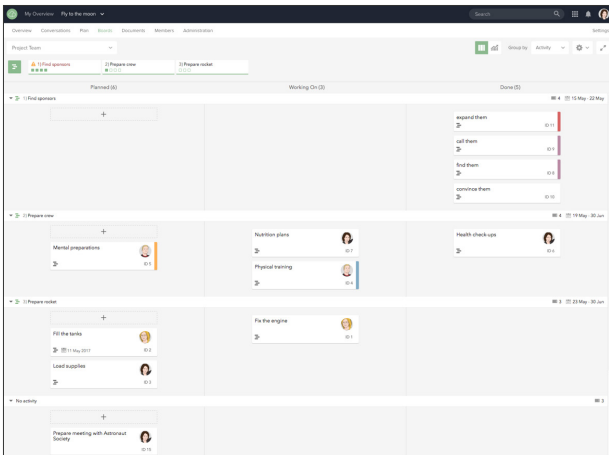 My Overview Fly to the moon Search
Overview Conversations Plan Boards Documents Members Administration Settings
Project Team Group by Activity
1) Find sponsors 2) Prepare crew 3) Prepare rocket
Planned (6) Working On (3) Done (5)
1) Find sponsors 4 15 May - 22 May
+
expand them
ID 11
call them
ID 9
find them
ID 8
convince them
ID 10
2) Prepare crew 4 19 May - 30 Jun
+
Mental preparations
ID 5
Nutrition plans
ID 7
Physical training
ID 4
Health check-ups
ID 6
3) Prepare rocket 3 23 May - 30 Jun
+
Fill the tanks
11 May 2017 ID 2
Load supplies
ID 3
Fix the engine
ID 1
No activity 3
+
Prepare meeting with Astronaut
Society
ID 15